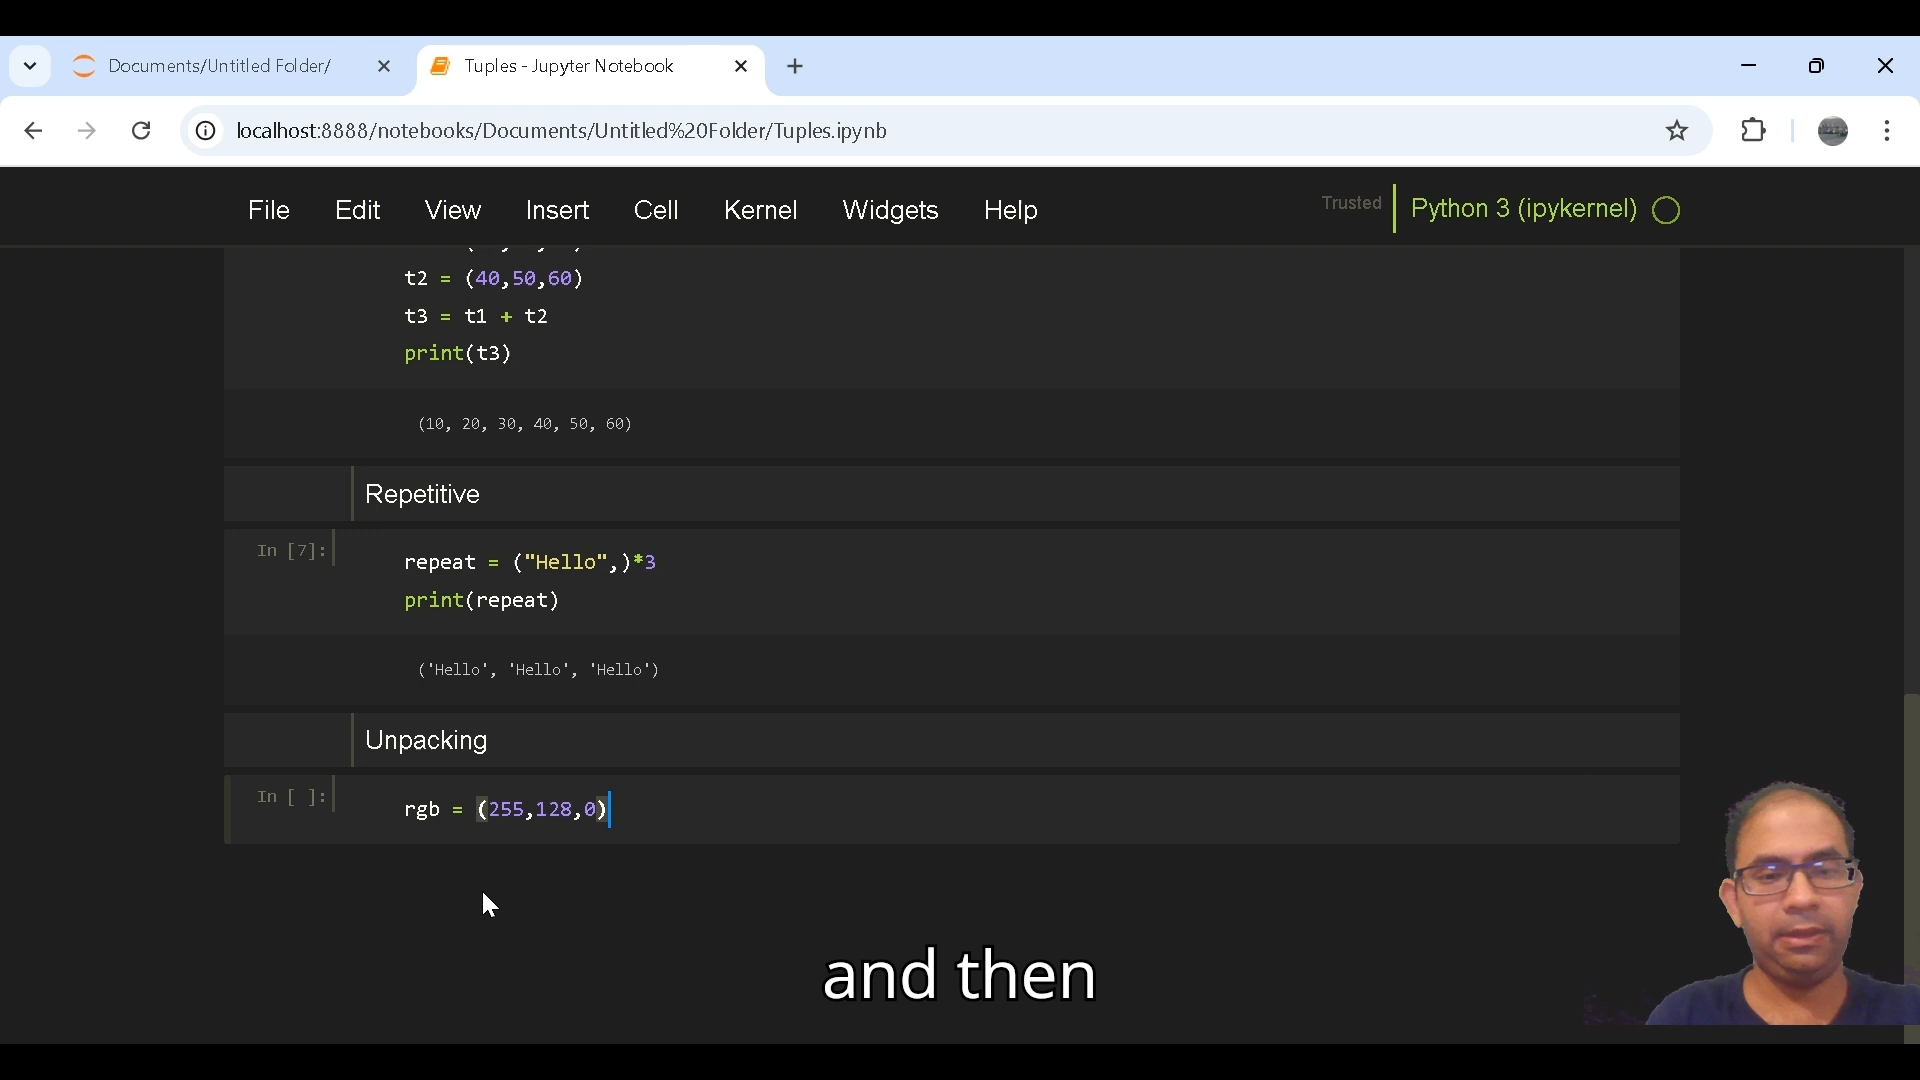 Documents/Untitled Folder/
Tuples - Jupyter Notebook
localhost:8888/notebooks/Documents/Untitled%20Folder/Tuples.ipynb
File Edit View Insert Cell Kernel Widgets Help
Trusted
Python 3 (ipykernel)
t2 = (40,50,60)
t3 = t1 + t2
print(t3)
(10, 20, 30, 40, 50, 60)
Repetitive
In [7]:
repeat = ("Hello",)*3
print(repeat)
('Hello', 'Hello', 'Hello')
Unpacking
In [ ]:
rgb = (255,128,0)
and then